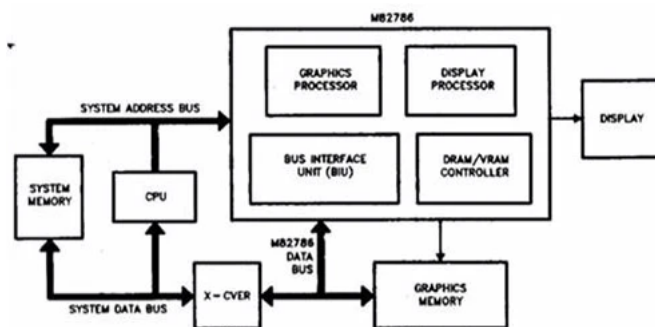 M82786
GRAPHICS
PROCESSOR
DISPLAY
PROCESSOR
SYSTEM ADDRESS BUS
DISPLAY
BUS INTERFACE
UNIT (BIU)
DRAM/VRAM
CONTROLLER
SYSTEM
MEMORY
CPU
M82786
DATA
BUS
SYSTEM DATA BUS
X-CVER
GRAPHICS
MEMORY